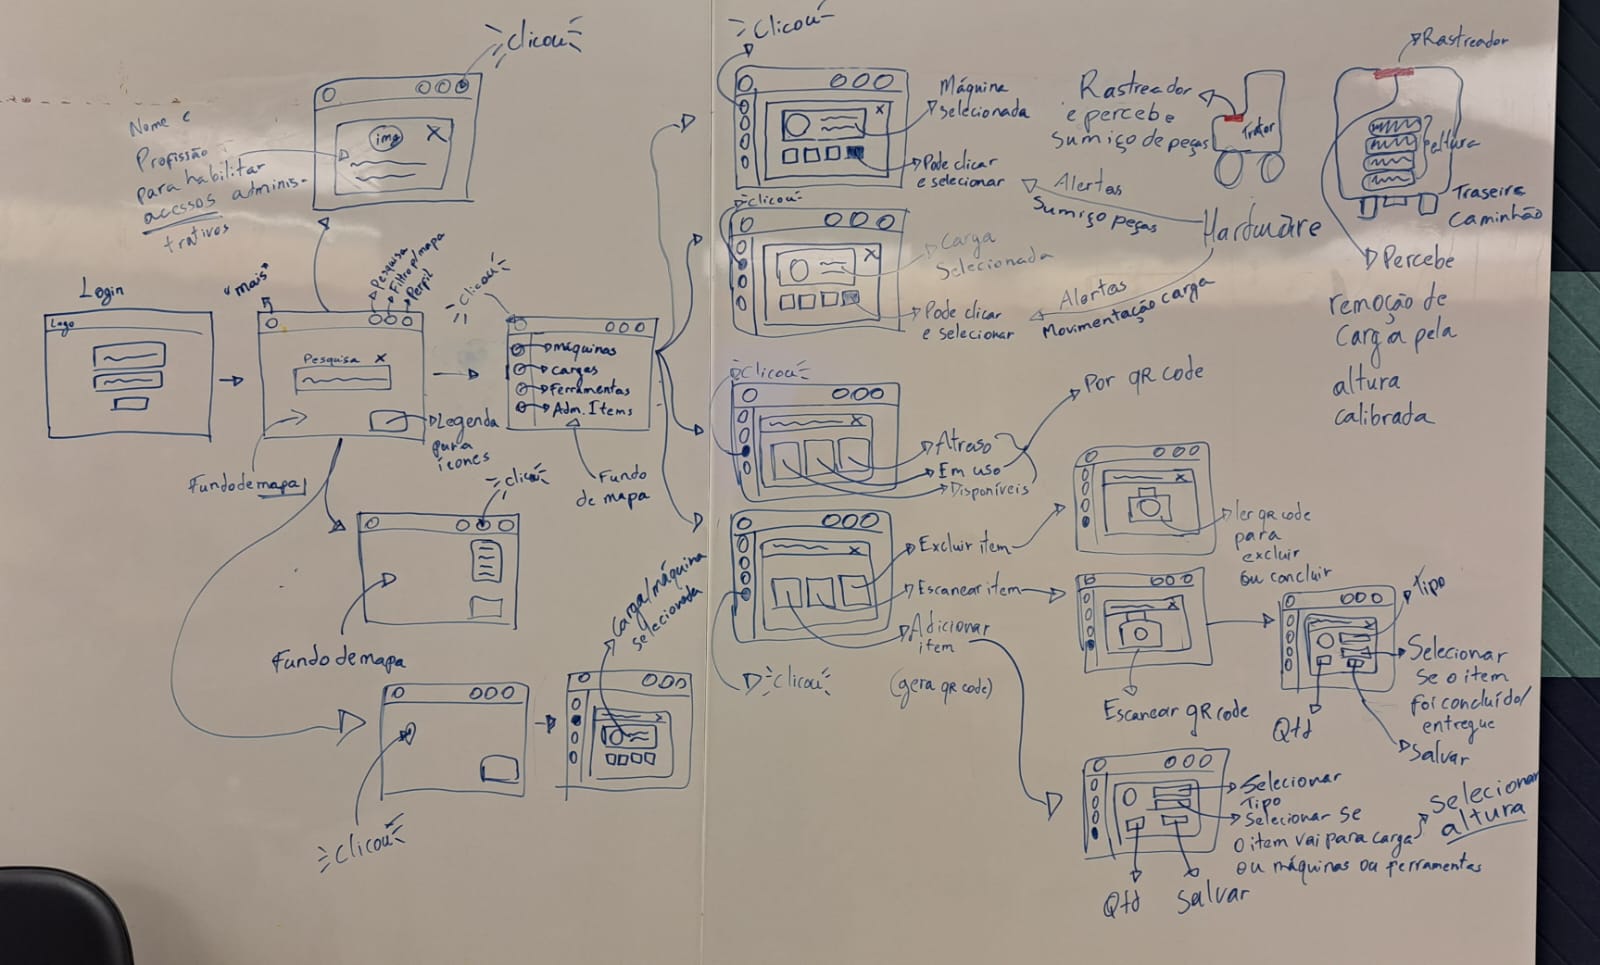 Clicou
Nome e
Profissão
para habilitar
acessos adminis-
trativos
img
Login
Logo
"mais"
Pesquisa
Filtro p/mapa
Perfil
Pesquisa X
Legenda
para
ícones
Fundo de mapa
Clicou
Máquinas
Cargas
Ferramentas
Adm. Items
Fundo
de mapa
Clicou
Fundo de mapa
Carga/máquina
selecionada
Clicou
Clicou
Máquina
Selecionada
Pode clicar
e selecionar
Clicou
Carga
Selecionada
Pode clicar
e selecionar
Clicou
Atraso
Em uso
Disponíveis
Por QR code
Excluir item
Escanear item
Adicionar
item
(gera QR code)
Clicou
ler QR code
para
excluir
ou concluir
Escanear QR code
Tipo
Selecionar
Se o item
foi concluído/
entregue
Salvar
Qtd
Selecionar
Tipo
Selecionar Se
o item vai para carga
ou máquinas ou ferramentas
Selecionar
altura
Qtd
Salvar
Rastreador
e percebe
sumiço de peças
Trator
Alertas
Sumiço peças
Hardware
Alertas
Movimentação carga
Rastreador
altura
Traseira
Caminhão
Percebe
remoção de
Carga pela
altura
calibrada